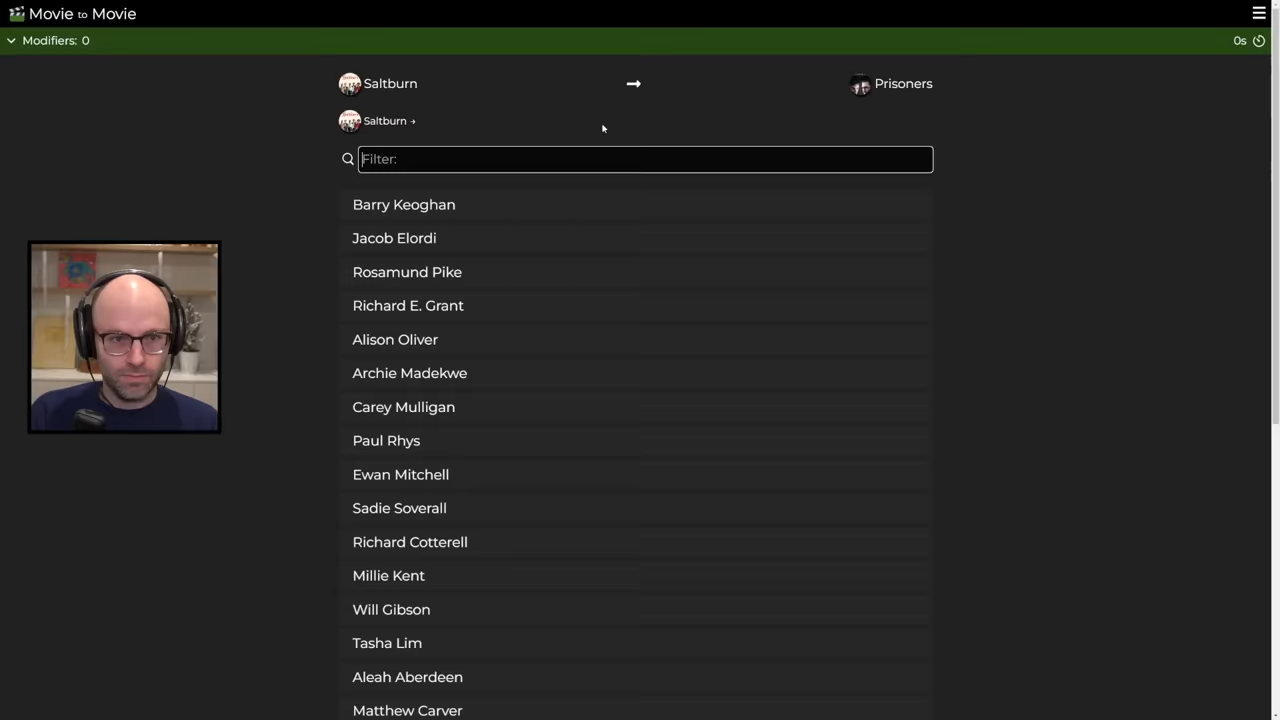 Movie to Movie
Modifiers: 0
0s
Saltburn → Prisoners
Saltburn →
Filter:
Barry Keoghan
Jacob Elordi
Rosamund Pike
Richard E. Grant
Alison Oliver
Archie Madekwe
Carey Mulligan
Paul Rhys
Ewan Mitchell
Sadie Soverall
Richard Cotterell
Millie Kent
Will Gibson
Tasha Lim
Aleah Aberdeen
Matthew Carver